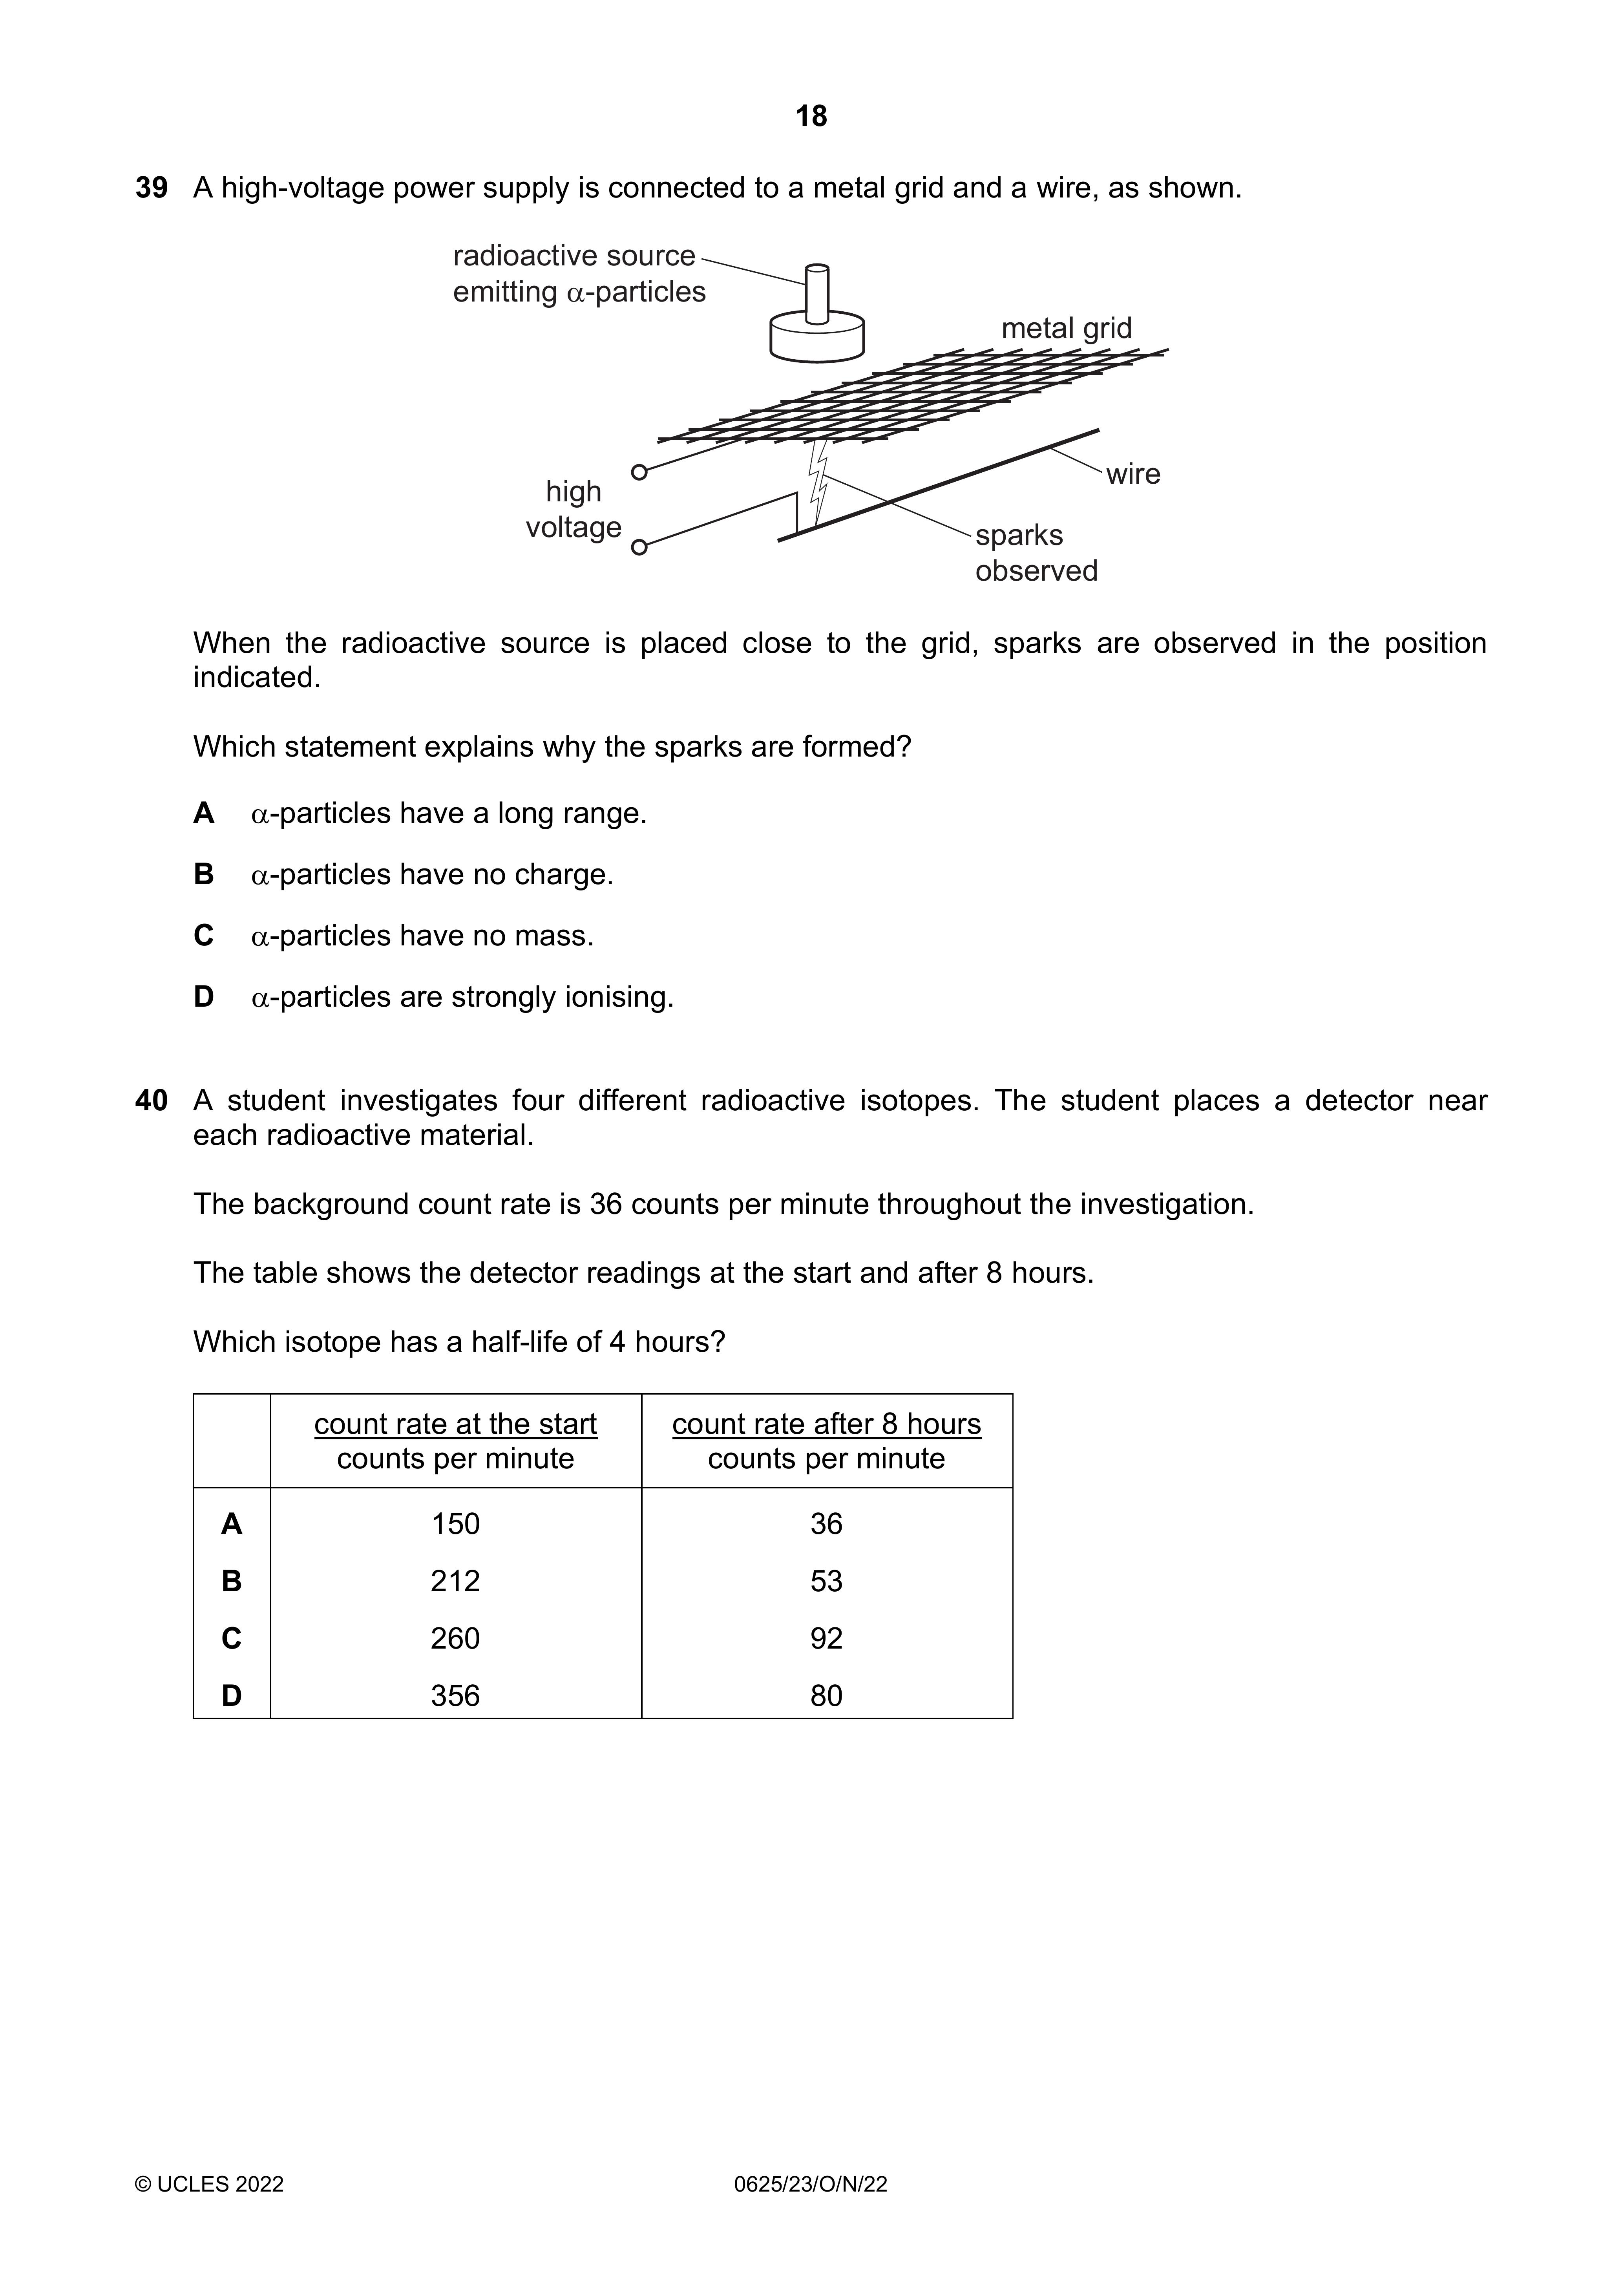 18
39 A high-voltage power supply is connected to a metal grid and a wire, as shown.
radioactive source
emitting α-particles
metal grid
high
voltage
wire
sparks
observed
When the radioactive source is placed close to the grid, sparks are observed in the position
indicated.
Which statement explains why the sparks are formed?
A α-particles have a long range.
B α-particles have no charge.
C α-particles have no mass.
D α-particles are strongly ionising.
40 A student investigates four different radioactive isotopes. The student places a detector near
each radioactive material.
The background count rate is 36 counts per minute throughout the investigation.
The table shows the detector readings at the start and after 8 hours.
Which isotope has a half-life of 4 hours?
count rate at the start count rate after 8 hours
counts per minute counts per minute
A 150 36
B 212 53
C 260 92
D 356 80
© UCLES 2022 0625/23/O/N/22